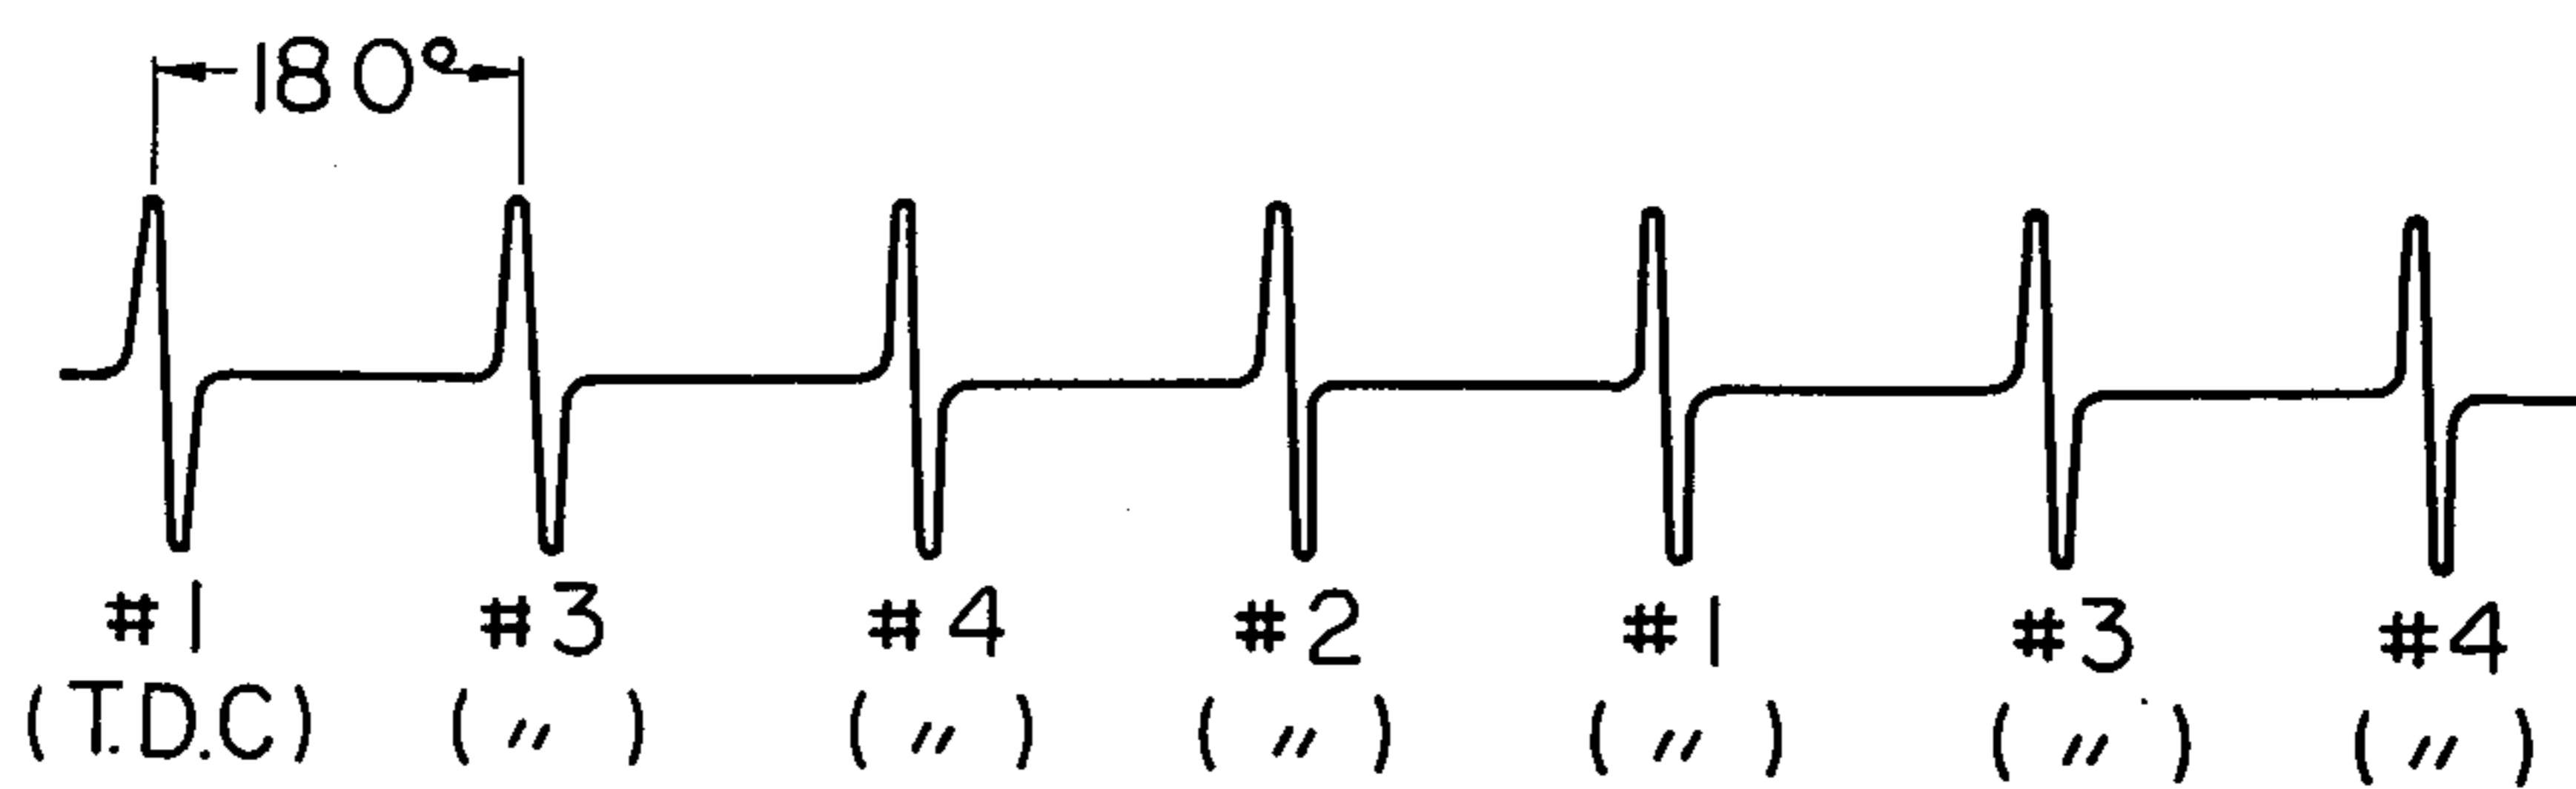 180°
#1 #3 #4 #2 #1 #3 #4
(T.D.C) ( 〃 ) ( 〃 ) ( 〃 ) ( 〃 ) ( 〃 ) ( 〃 )